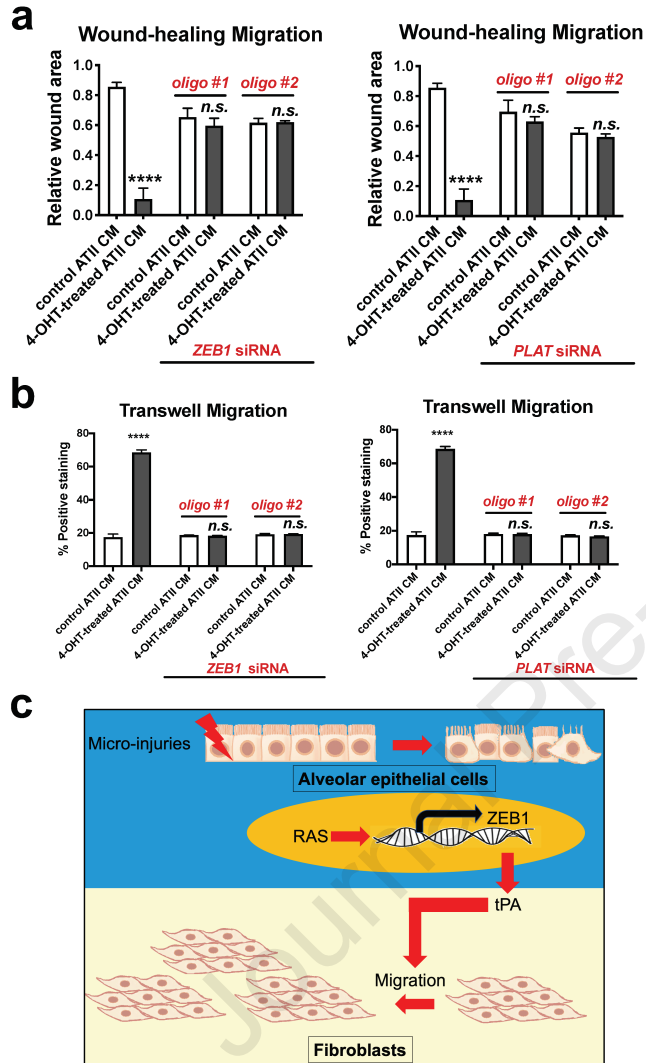 a
Wound-healing Migration
Relative wound area
1.0
0.8
0.6
0.4
0.2
0.0
****
oligo #1
n.s.
oligo #2
n.s.
control ATII CM
4-OHT-treated ATII CM
control ATII CM
4-OHT-treated ATII CM
control ATII CM
4-OHT-treated ATII CM
ZEB1 siRNA
Wound-healing Migration
Relative wound area
1.0
0.8
0.6
0.4
0.2
0.0
****
oligo #1
n.s.
oligo #2
n.s.
control ATII CM
4-OHT-treated ATII CM
control ATII CM
4-OHT-treated ATII CM
control ATII CM
4-OHT-treated ATII CM
PLAT siRNA
b
Transwell Migration
% Positive staining
80
60
40
20
0
****
oligo #1
n.s.
oligo #2
n.s.
control ATII CM
4-OHT-treated ATII CM
control ATII CM
4-OHT-treated ATII CM
control ATII CM
4-OHT-treated ATII CM
ZEB1 siRNA
Transwell Migration
% Positive staining
80
60
40
20
0
****
oligo #1
n.s.
oligo #2
n.s.
control ATII CM
4-OHT-treated ATII CM
control ATII CM
4-OHT-treated ATII CM
control ATII CM
4-OHT-treated ATII CM
PLAT siRNA
c
Micro-injuries
Alveolar epithelial cells
RAS
ZEB1
tPA
Migration
Fibroblasts
Journal Pre